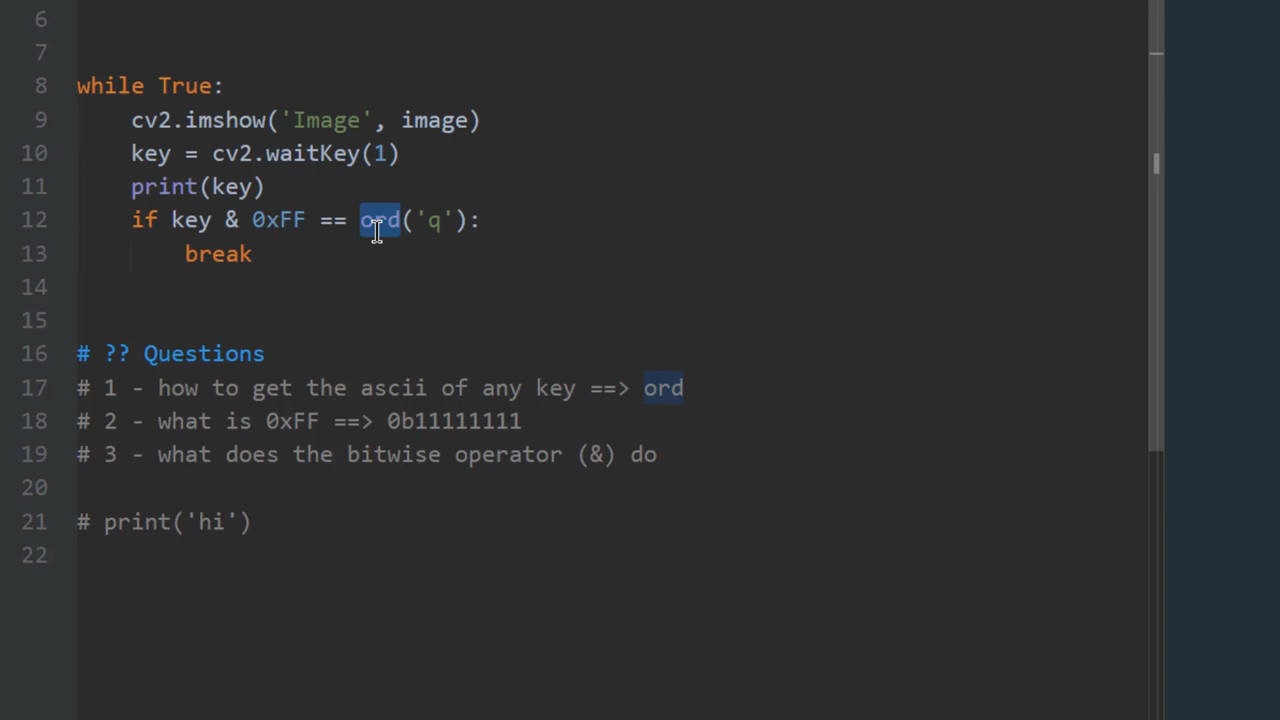 6
7
8 while True:
9 cv2.imshow('Image', image)
10 key = cv2.waitKey(1)
11 print(key)
12 if key & 0xFF == ord('q'):
13 break
14
15
16 # ?? Questions
17 # 1 - how to get the ascii of any key ==> ord
18 # 2 - what is 0xFF ==> 0b11111111
19 # 3 - what does the bitwise operator (&) do
20
21 # print('hi')
22